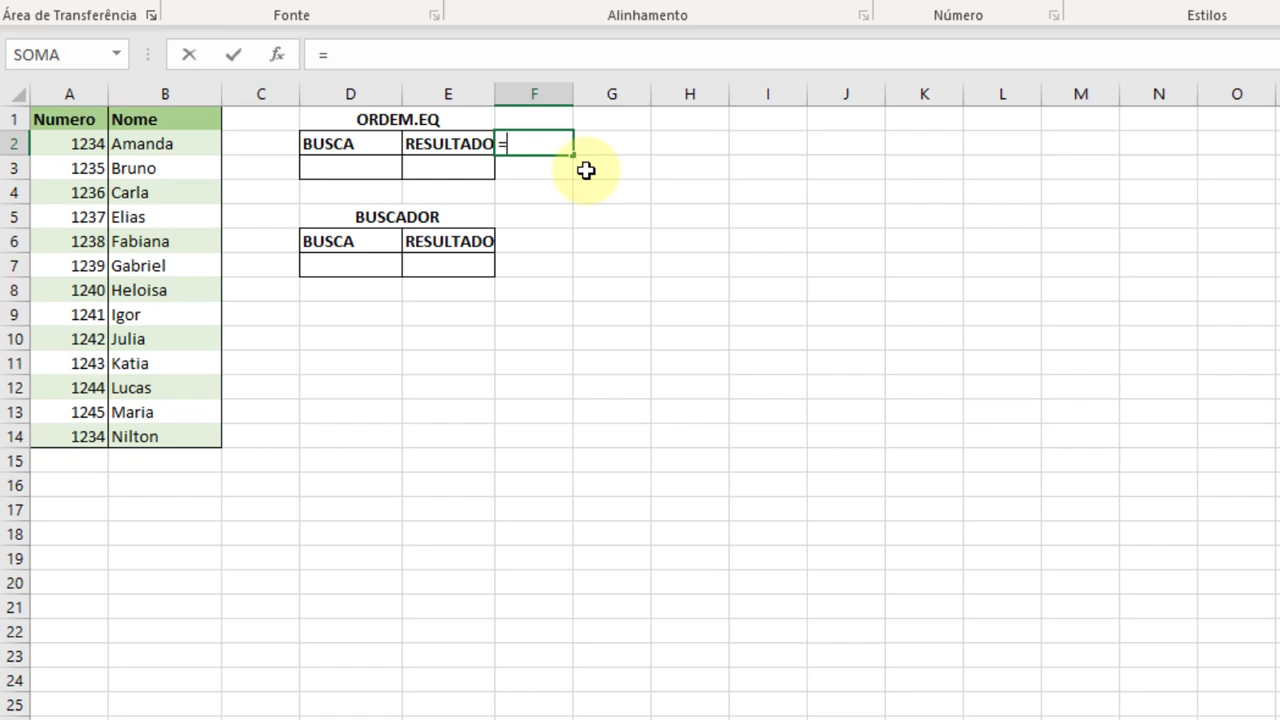 Área de Transferência Fonte Alinhamento Número Estilos
SOMA fx =
A B C D E F G H I J K L M N O
1 Numero Nome ORDEM.EQ
2 1234 Amanda BUSCA RESULTADO =
3 1235 Bruno
4 1236 Carla
5 1237 Elias BUSCADOR
6 1238 Fabiana BUSCA RESULTADO
7 1239 Gabriel
8 1240 Heloisa
9 1241 Igor
10 1242 Julia
11 1243 Katia
12 1244 Lucas
13 1245 Maria
14 1234 Nilton
15
16
17
18
19
20
21
22
23
24
25